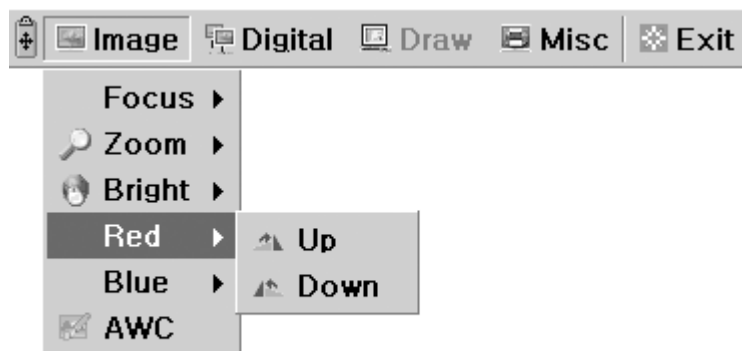 Image Digital Draw Misc Exit
Focus
Zoom
Bright
Red
Up
Blue
Down
AWC